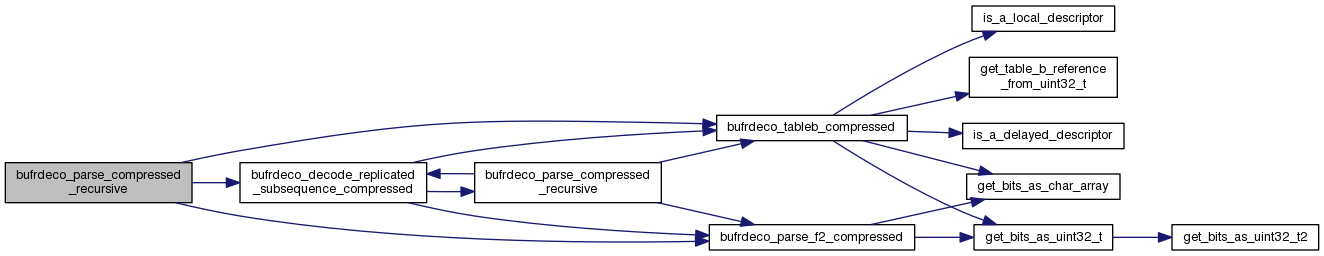 bufrdeco_parse_compressed
_recursive
bufrdeco_decode_replicated
_subsequence_compressed
bufrdeco_parse_compressed
_recursive
bufrdeco_tableb_compressed
bufrdeco_parse_f2_compressed
is_a_local_descriptor
get_table_b_reference
_from_uint32_t
is_a_delayed_descriptor
get_bits_as_char_array
get_bits_as_uint32_t
get_bits_as_uint32_t2